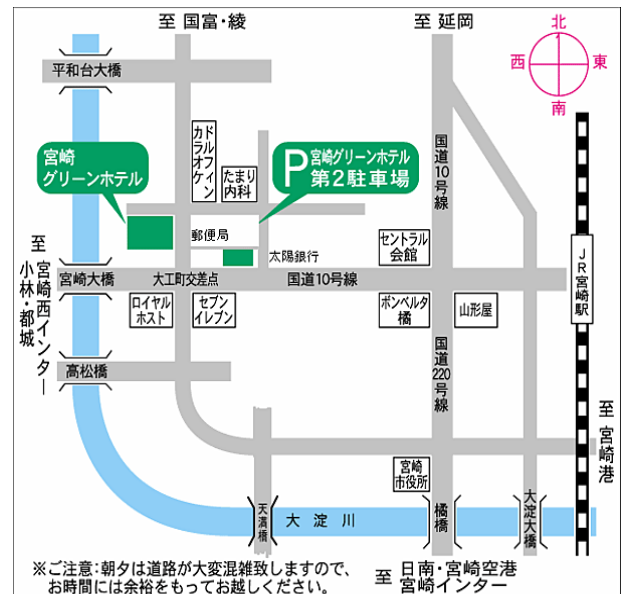 至 国富・綾
至 延岡
北
西
東
南
平和台大橋
ドルフィン
カラオケ
たまり
内科
宮崎
グリーンホテル
P 宮崎グリーンホテル
第2駐車場
国道10号線
郵便局
太陽銀行
セントラル
会館
至 宮崎西インター
小林・都城
宮崎大橋
大工町交差点
国道10号線
JR宮崎駅
ロイヤル
ホスト
セブン
イレブン
ボンベルタ
橘
山形屋
高松橋
国道220号線
至 宮崎港
宮崎
市役所
天満橋
大淀川
橘橋
大淀大橋
※ご注意:朝夕は道路が大変混雑致しますので、
お時間には余裕をもってお越しください。
至 日南・宮崎空港
宮崎インター